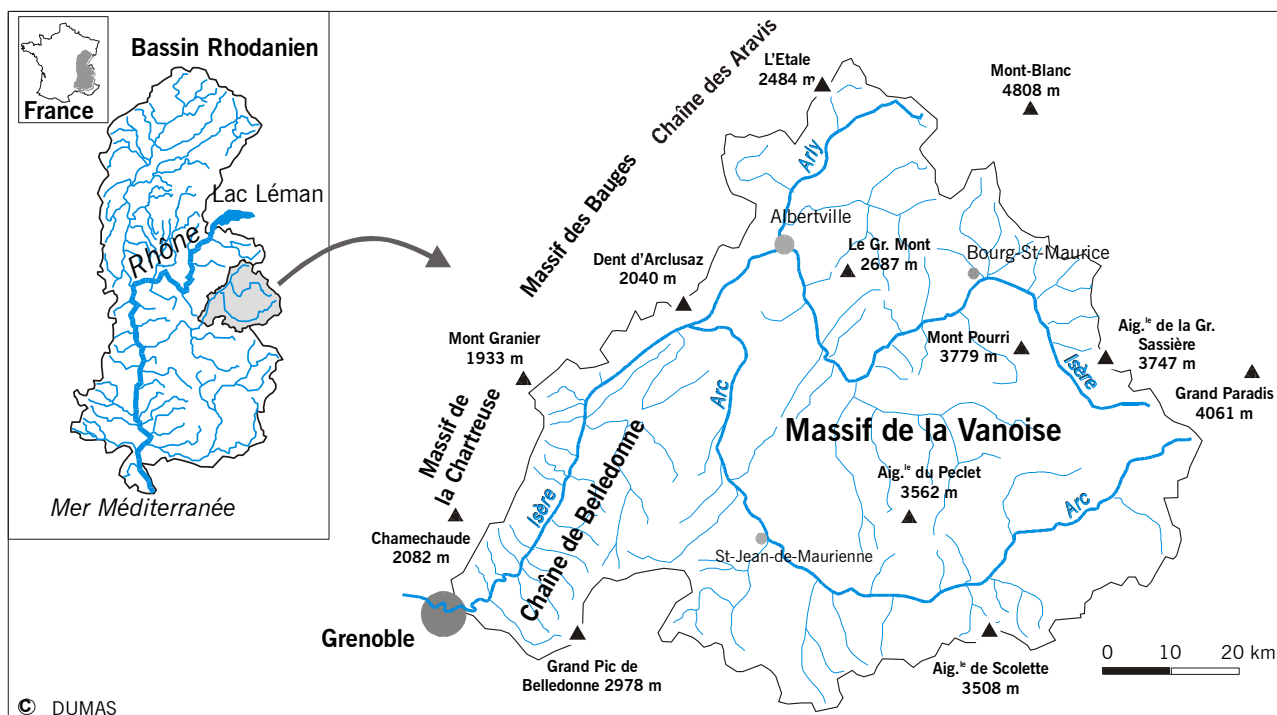 Bassin Rhodanien
France
Lac Léman
Rhône
Mer Méditerranée
Chaîne des Aravis
L'Etale
2484 m
Mont-Blanc
4808 m
Arly
Massif des Bauges
Albertville
Le Gr. Mont
2687 m
Bourg-St-Maurice
Dent d'Arclusaz
2040 m
Mont Granier
1933 m
Mont Pourri
3779 m
Aig.le de la Gr.
Sassière
3747 m
Isère
Grand Paradis
4061 m
Arc
Massif de
la Chartreuse
Massif de la Vanoise
Aig.le du Peclet
3562 m
Arc
Isère
Chaîne de Belledonne
Chamechaude
2082 m
St-Jean-de-Maurienne
Grenoble
Grand Pic de
Belledonne 2978 m
Aig.le de Scolette
3508 m
0 10 20 km
© DUMAS